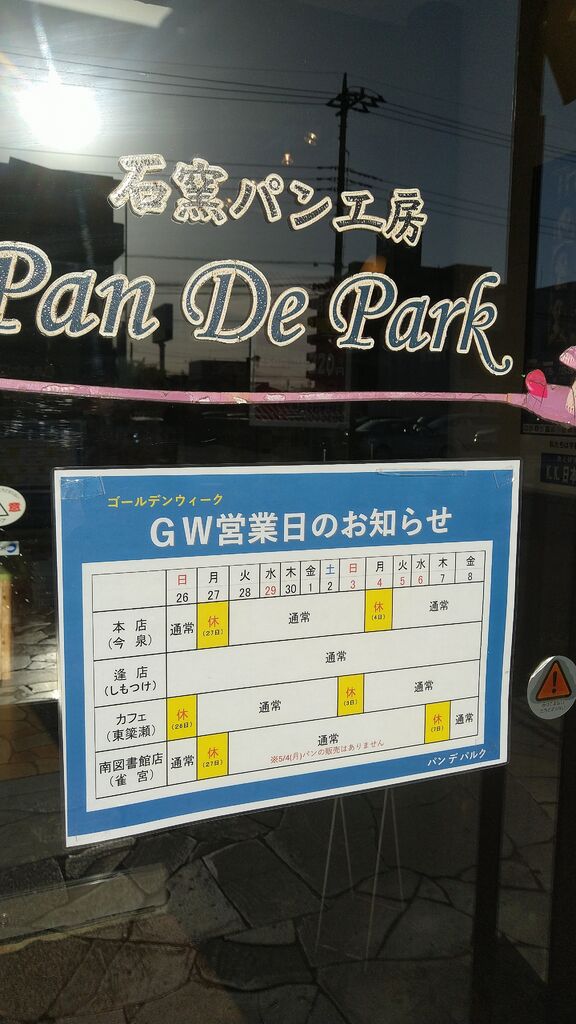 石窯パン工房
Pan De Park
ゴールデンウィーク
GW営業日のお知らせ
日 月 火 水 木 金 土 日 月 火 水 木 金
26 27 28 29 30 1 2 3 4 5 6 7 8
本店 通常 休 通常 休 通常
(今泉) (27日) (4日)
逢店 通常
(しもつけ)
カフェ 休 通常 休 通常
(東簗瀬) (26日) (3日)
南図書館店 通常 休 通常 休 通常
(雀宮) (27日) ※5/4(月)パンの販売はありません (7日)
パンデパルク